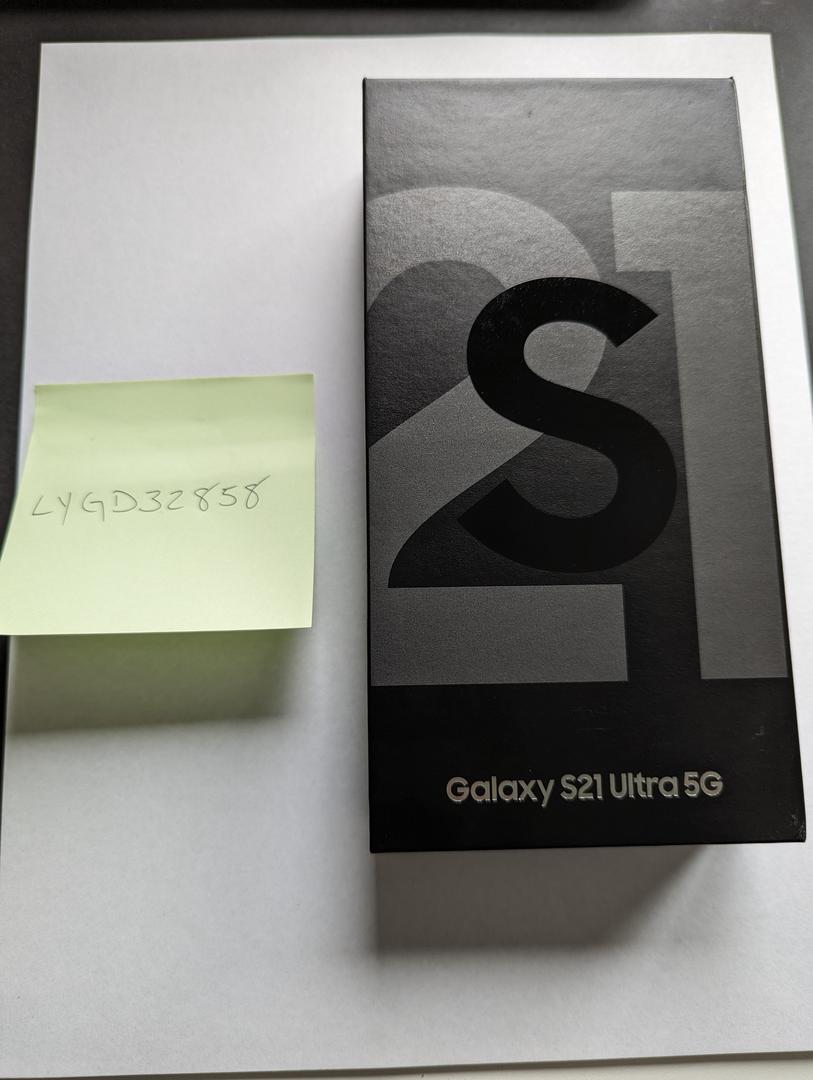 LYGD32858
S21
Galaxy S21 Ultra 5G